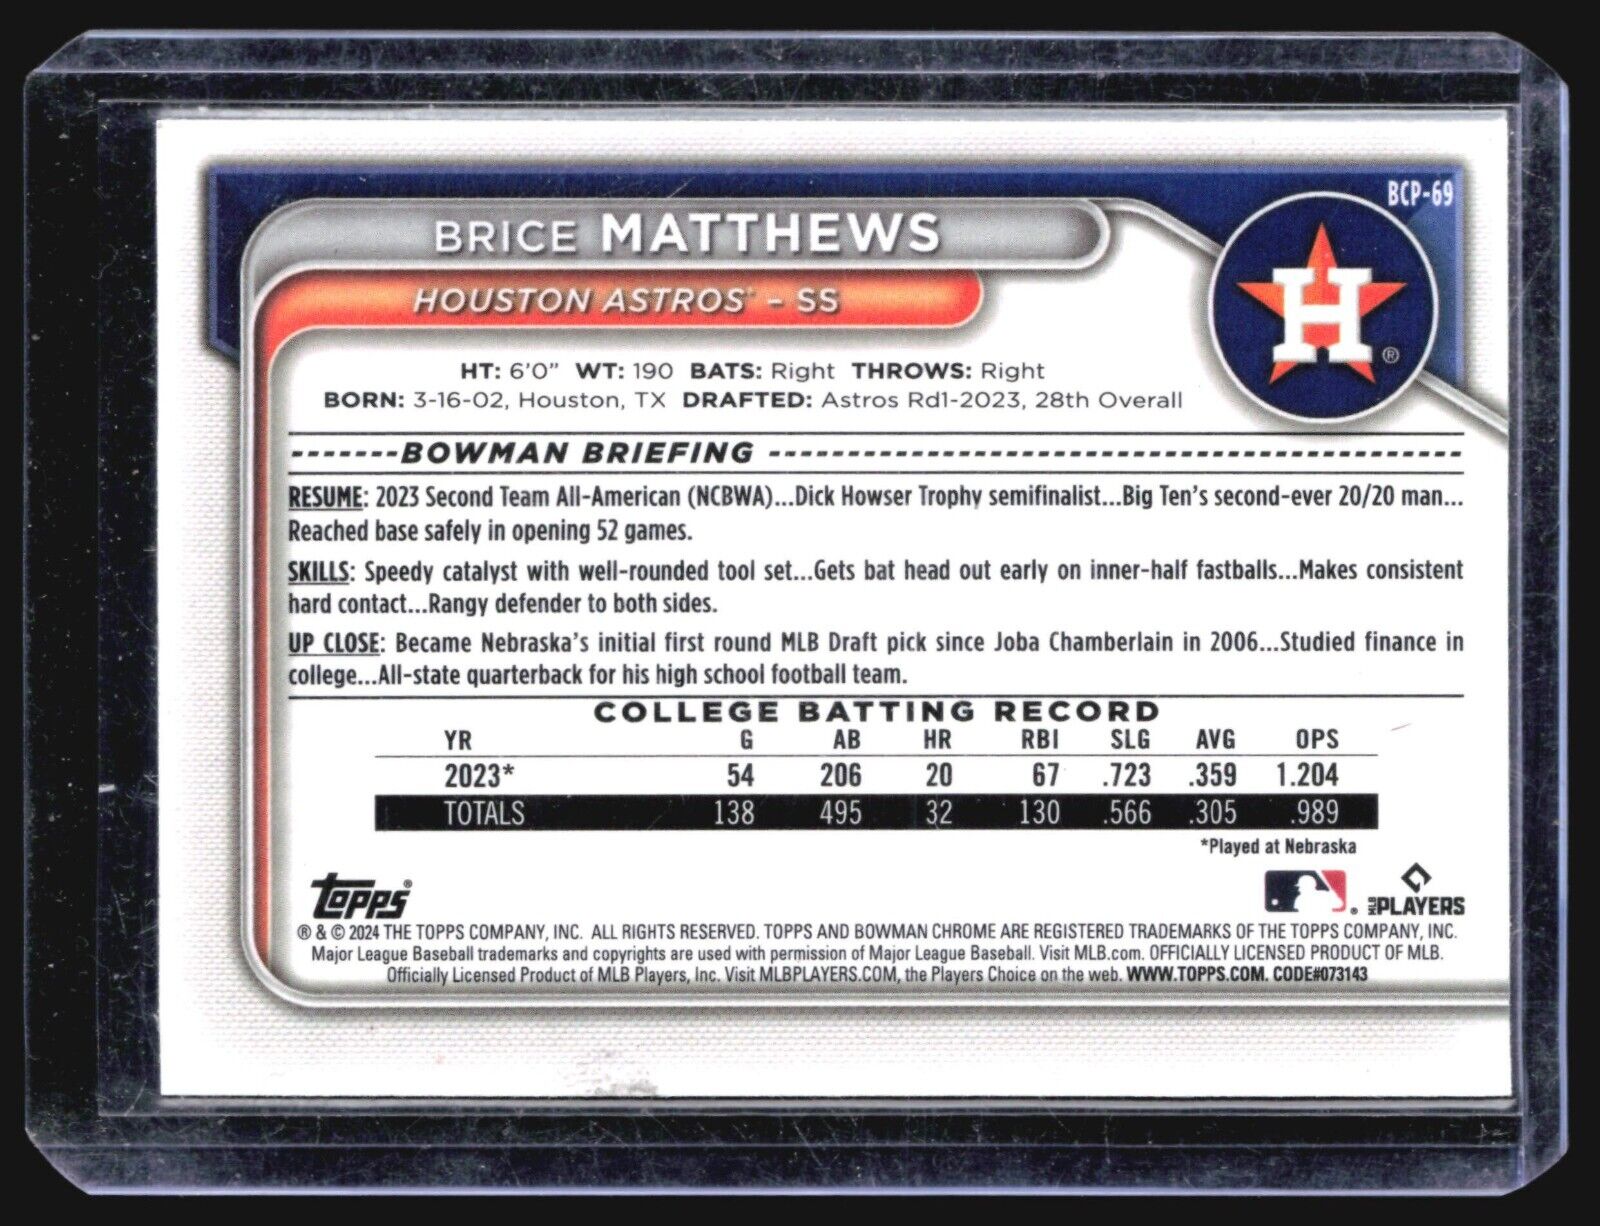 BCP-69
BRICE MATTHEWS
HOUSTON ASTROS - SS
H ®
HT: 6'0" WT: 190 BATS: Right THROWS: Right
BORN: 3-16-02, Houston, TX DRAFTED: Astros Rd1-2023, 28th Overall
-------BOWMAN BRIEFING ----------------------------------------
RESUME: 2023 Second Team All-American (NCBWA)...Dick Howser Trophy semifinalist...Big Ten's second-ever 20/20 man...
Reached base safely in opening 52 games.
SKILLS: Speedy catalyst with well-rounded tool set...Gets bat head out early on inner-half fastballs...Makes consistent
hard contact...Rangy defender to both sides.
UP CLOSE: Became Nebraska's initial first round MLB Draft pick since Joba Chamberlain in 2006...Studied finance in
college...All-state quarterback for his high school football team.
COLLEGE BATTING RECORD
YR G AB HR RBI SLG AVG OPS
2023* 54 206 20 67 .723 .359 1.204
TOTALS 138 495 32 130 .566 .305 .989
*Played at Nebraska
topps®
MLB PLAYERS
® & © 2024 THE TOPPS COMPANY, INC. ALL RIGHTS RESERVED. TOPPS AND BOWMAN CHROME ARE REGISTERED TRADEMARKS OF THE TOPPS COMPANY, INC.
Major League Baseball trademarks and copyrights are used with permission of Major League Baseball. Visit MLB.com. OFFICIALLY LICENSED PRODUCT OF MLB.
Officially Licensed Product of MLB Players, Inc. Visit MLBPLAYERS.COM, the Players Choice on the web. WWW.TOPPS.COM. CODE#073143